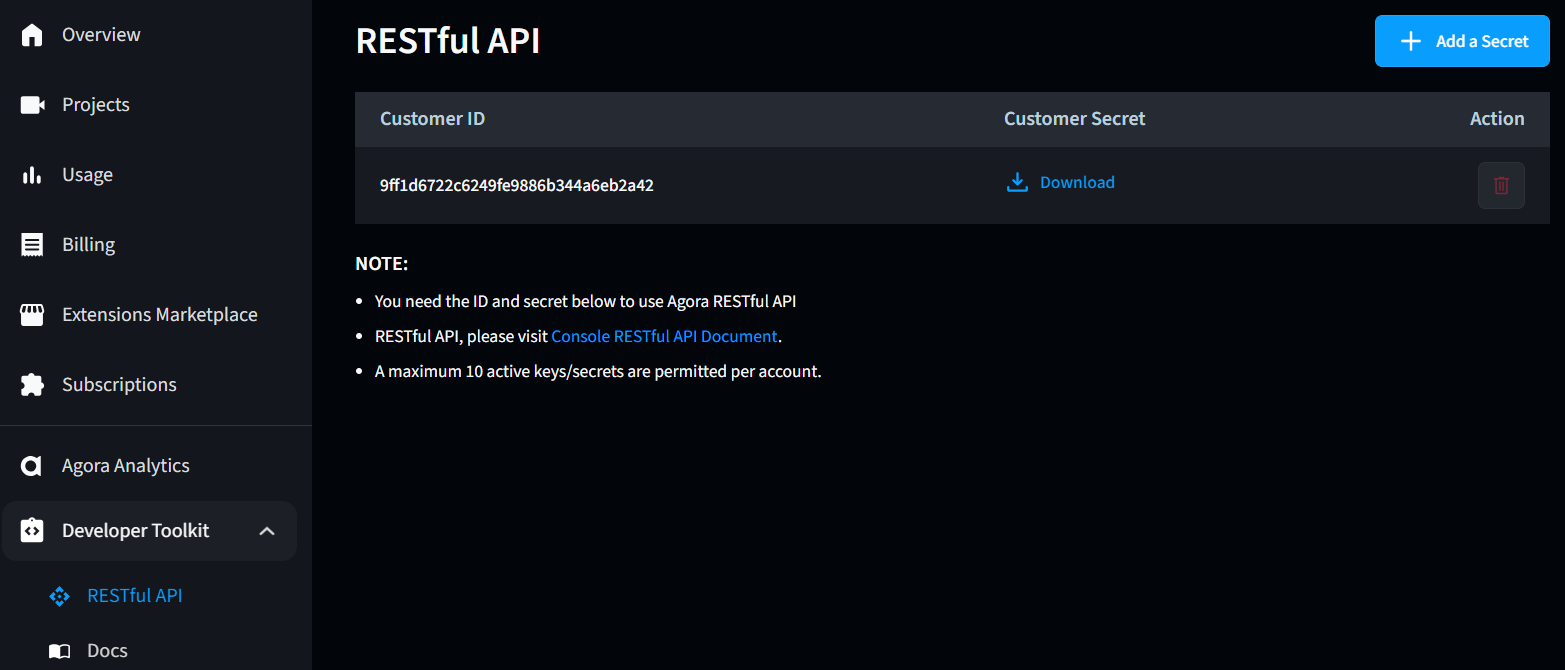 Overview
Projects
Usage
Billing
Extensions Marketplace
Subscriptions
Agora Analytics
Developer Toolkit
RESTful API
Docs
RESTful API
Add a Secret
Customer ID Customer Secret Action
9ff1d6722c6249fe9886b344a6eb2a42 Download
NOTE:
• You need the ID and secret below to use Agora RESTful API
• RESTful API, please visit Console RESTful API Document.
• A maximum 10 active keys/secrets are permitted per account.